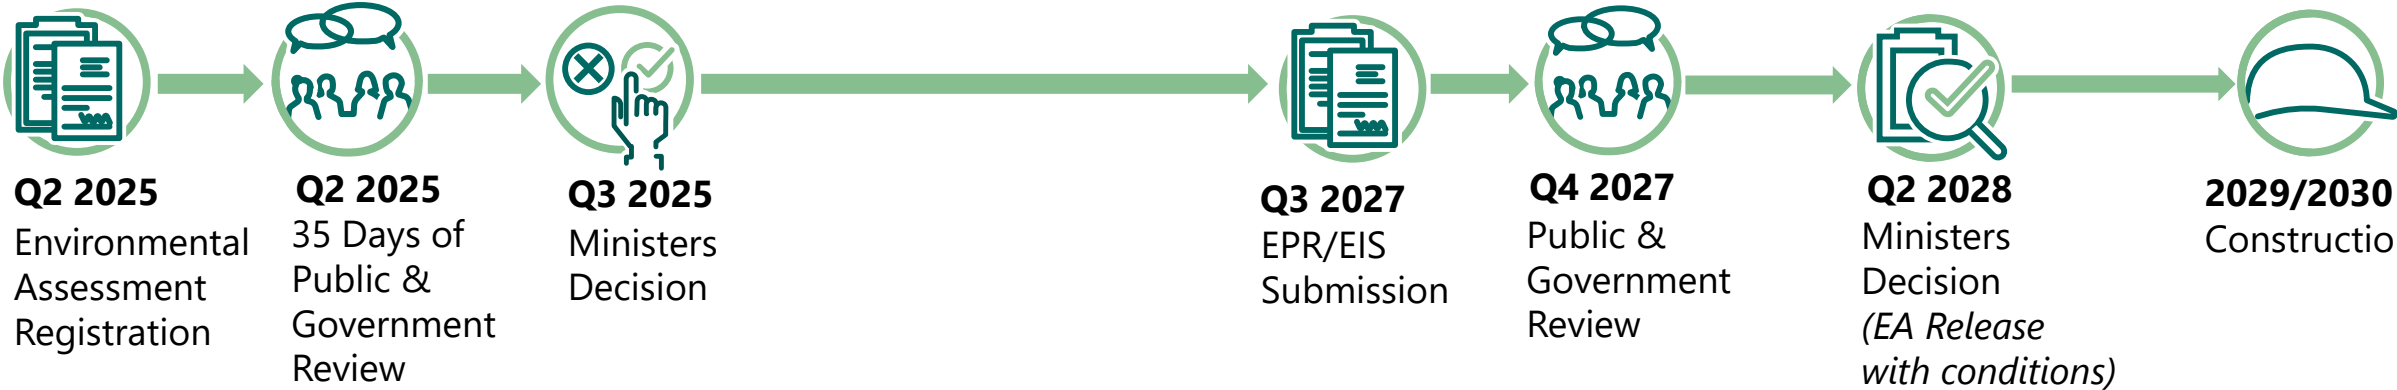 Q2 2025
Environmental
Assessment
Registration
Q2 2025
35 Days of
Public &
Government
Review
Q3 2025
Ministers
Decision
Q3 2027
EPR/EIS
Submission
Q4 2027
Public &
Government
Review
Q2 2028
Ministers
Decision
(EA Release
with conditions)
2029/2030
Constructio